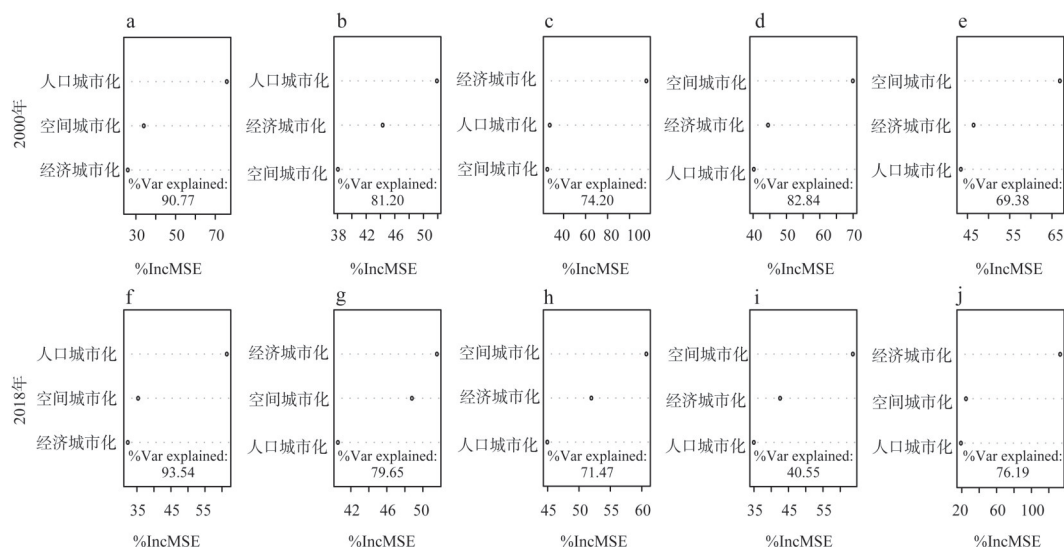 a
人口城市化
空间城市化
经济城市化
%Var explained:
90.77
30 50 70
%IncMSE
b
人口城市化
经济城市化
空间城市化
%Var explained:
81.20
38 42 46 50
%IncMSE
c
经济城市化
人口城市化
空间城市化
%Var explained:
74.20
40 60 80 100
%IncMSE
d
空间城市化
经济城市化
人口城市化
%Var explained:
82.84
40 50 60 70
%IncMSE
e
空间城市化
经济城市化
人口城市化
%Var explained:
69.38
45 55 65
%IncMSE
2000年
f
人口城市化
空间城市化
经济城市化
%Var explained:
93.54
35 45 55
%IncMSE
g
经济城市化
空间城市化
人口城市化
%Var explained:
79.65
42 46 50
%IncMSE
h
空间城市化
经济城市化
人口城市化
%Var explained:
71.47
45 50 55 60
%IncMSE
i
空间城市化
经济城市化
人口城市化
%Var explained:
40.55
35 45 55
%IncMSE
j
经济城市化
空间城市化
人口城市化
%Var explained:
76.19
20 60 100
%IncMSE
2018年